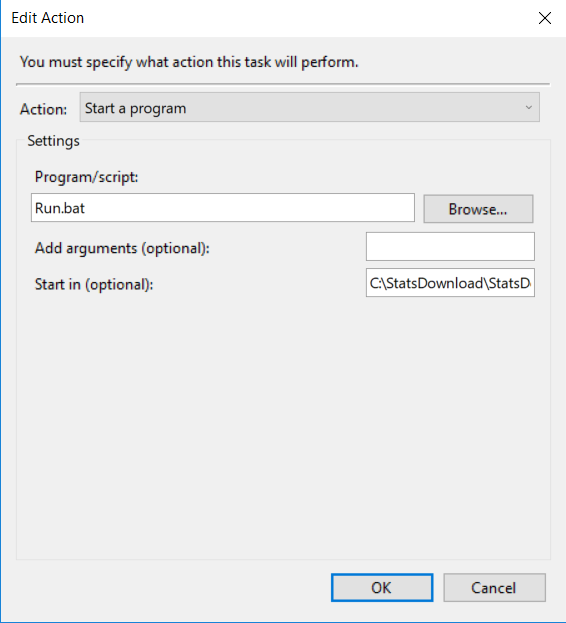 Edit Action
You must specify what action this task will perform.
Action: Start a program
Settings
Program/script:
Run.bat Browse...
Add arguments (optional):
Start in (optional): C:\StatsDownload\StatsD
OK Cancel